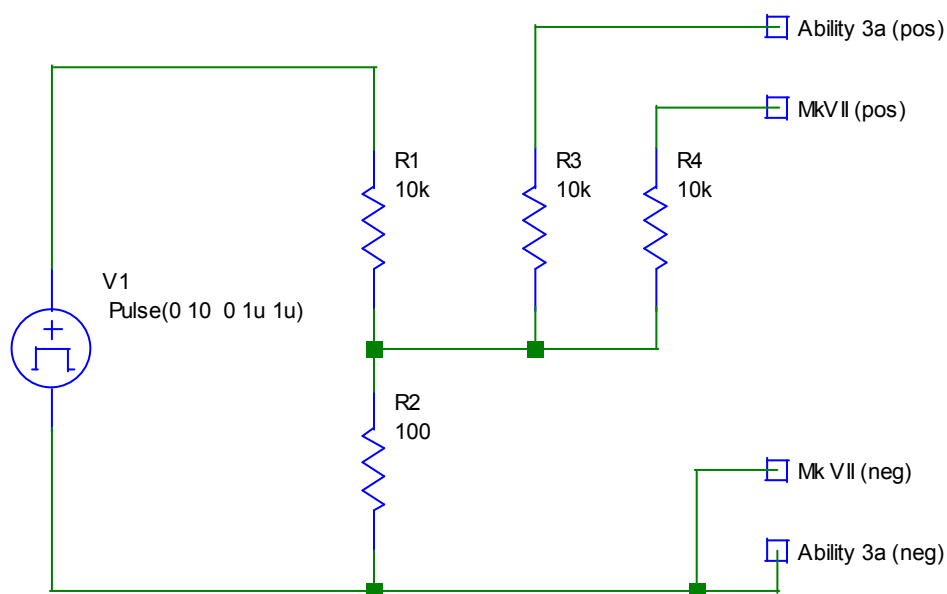 Ability 3a (pos)
MkVII (pos)
R1
10k
R3
10k
R4
10k
V1
Pulse(0 10 0 1u 1u)
R2
100
Mk VII (neg)
Ability 3a (neg)